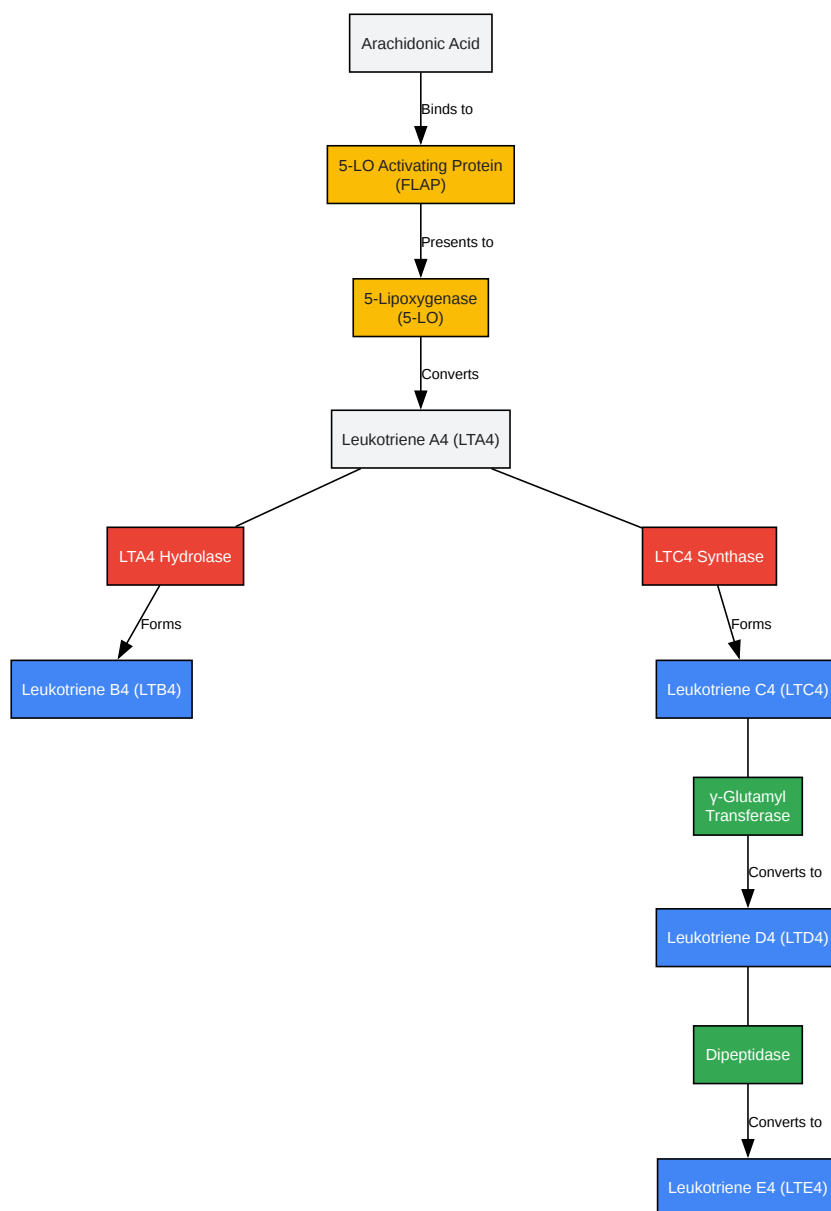 Arachidonic Acid
Binds to
5-LO Activating Protein
(FLAP)
Presents to
5-Lipoxygenase
(5-LO)
Converts
Leukotriene A4 (LTA4)
LTA4 Hydrolase
LTC4 Synthase
Forms
Forms
Leukotriene B4 (LTB4)
Leukotriene C4 (LTC4)
γ-Glutamyl
Transferase
Converts to
Leukotriene D4 (LTD4)
Dipeptidase
Converts to
Leukotriene E4 (LTE4)